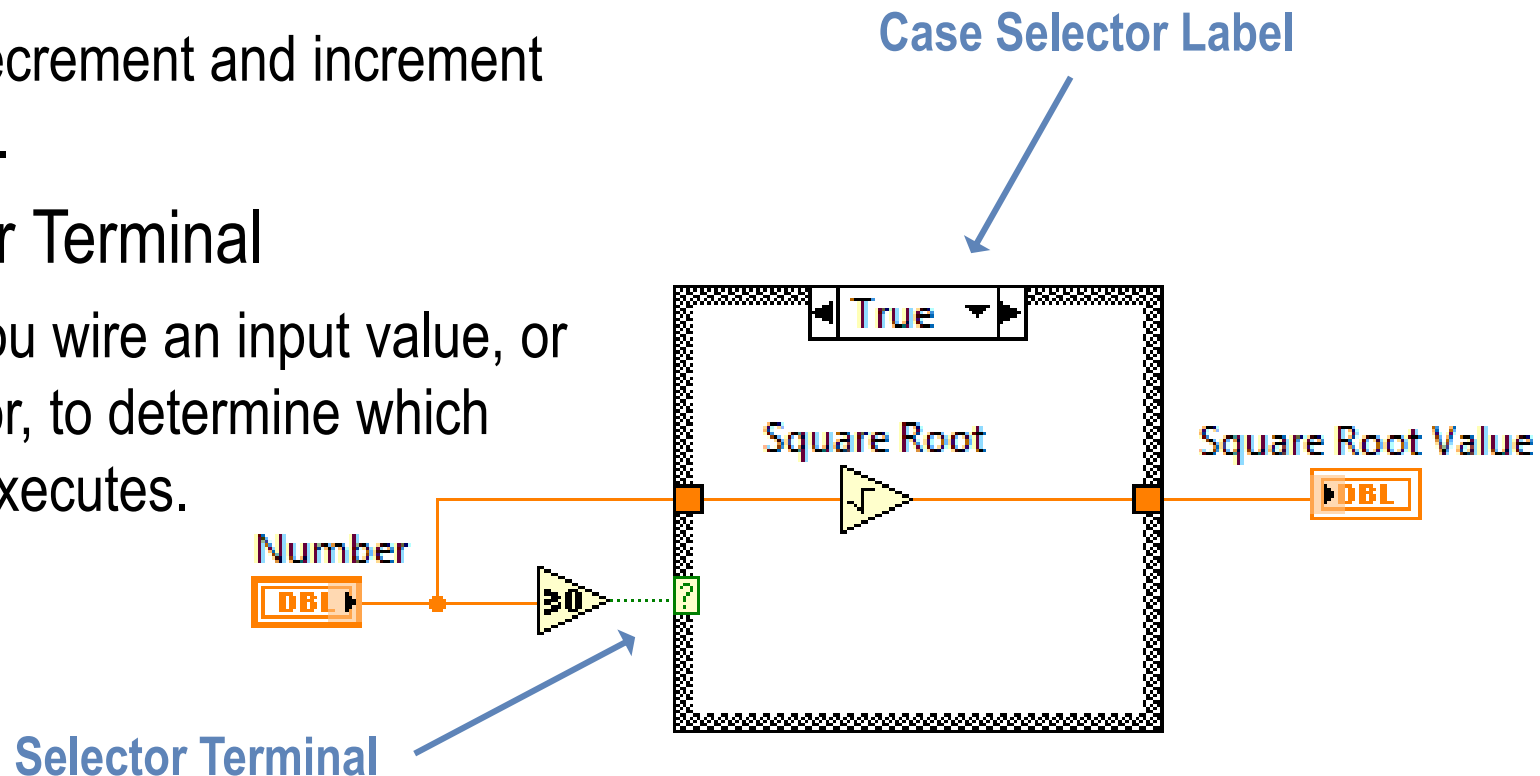 Case Selector Label
ecrement and increment
.
r Terminal
True
ou wire an input value, or
or, to determine which
xecutes.
Square Root
Square Root Value
DBL
Number
DBL
≥0
?
Selector Terminal